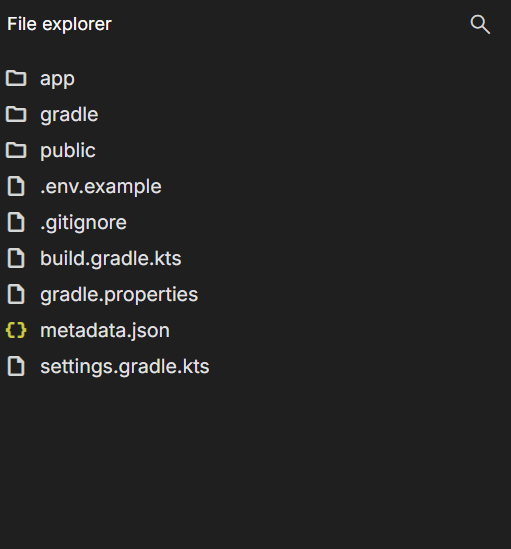 File explorer
app
gradle
public
.env.example
.gitignore
build.gradle.kts
gradle.properties
metadata.json
settings.gradle.kts